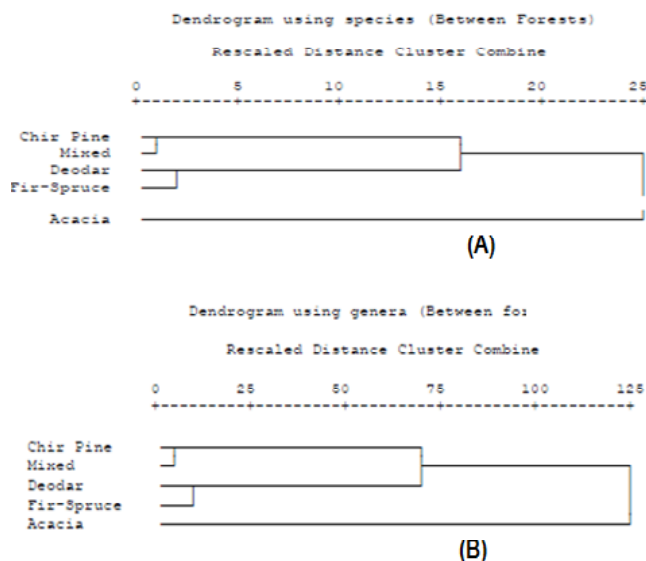 Dendrogram using species (Between Forests)
Rescaled Distance Cluster Combine
0 5 10 15 20 25
Chir Pine
Mixed
Deodar
Fir-Spruce
Acacia
(A)
Dendrogram using genera (Between fo
Rescaled Distance Cluster Combine
0 25 50 75 100 125
Chir Pine
Mixed
Deodar
Fir-Spruce
Acacia
(B)